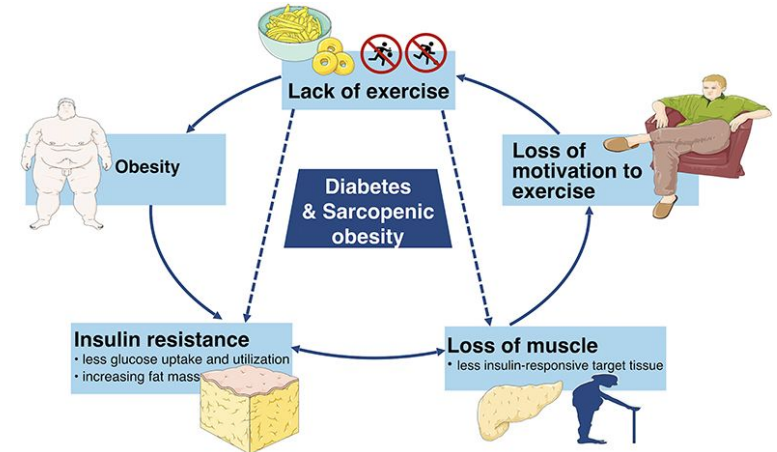 Lack of exercise
Obesity
Loss of
motivation to
exercise
Diabetes
& Sarcopenic
obesity
Insulin resistance
• less glucose uptake and utilization
• increasing fat mass
Loss of muscle
• less insulin-responsive target tissue